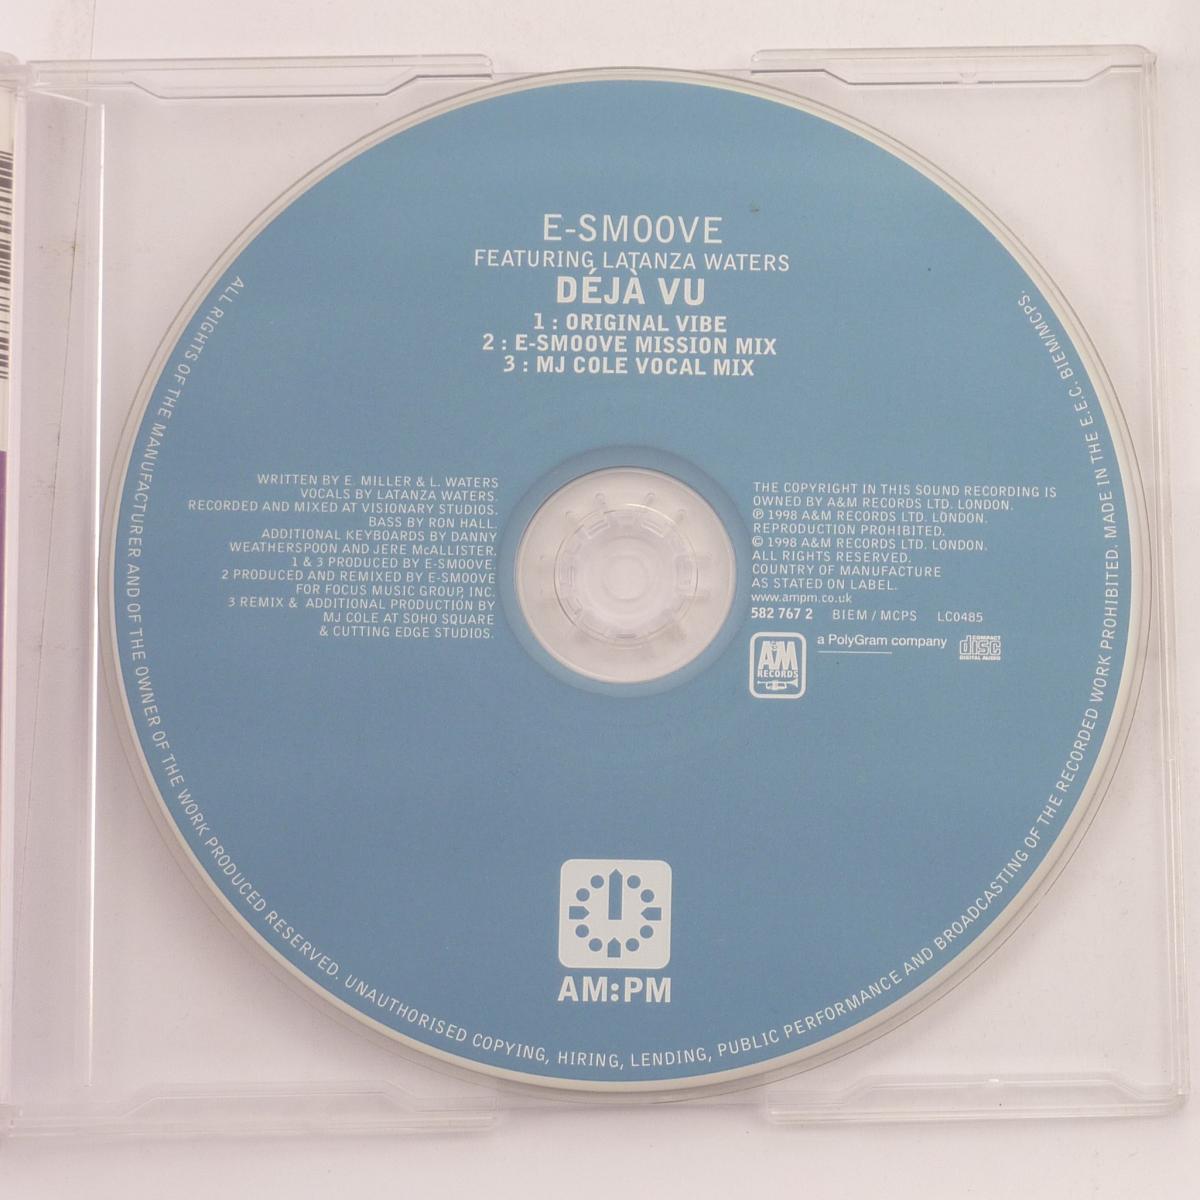 E-SMOOVE
FEATURING LATANZA WATERS
DÉJÀ VU
1 : ORIGINAL VIBE
2 : E-SMOOVE MISSION MIX
3 : MJ COLE VOCAL MIX
WRITTEN BY E. MILLER & L. WATERS
VOCALS BY LATANZA WATERS.
RECORDED AND MIXED AT VISIONARY STUDIOS.
BASS BY RON HALL.
ADDITIONAL KEYBOARDS BY DANNY
WEATHERSPOON AND JERE McALLISTER.
1 & 3 PRODUCED BY E-SMOOVE.
2 PRODUCED AND REMIXED BY E-SMOOVE
FOR FOCUS MUSIC GROUP, INC.
3 REMIX & ADDITIONAL PRODUCTION BY
MJ COLE AT SOHO SQUARE
& CUTTING EDGE STUDIOS.
THE COPYRIGHT IN THIS SOUND RECORDING IS
OWNED BY A&M RECORDS LTD. LONDON.
℗ 1998 A&M RECORDS LTD. LONDON.
REPRODUCTION PROHIBITED.
© 1998 A&M RECORDS LTD. LONDON.
ALL RIGHTS RESERVED.
COUNTRY OF MANUFACTURE
AS STATED ON LABEL.
www.ampm.co.uk
582 767 2 BIEM / MCPS LC0485
A&M
RECORDS
a PolyGram company
COMPACT
disc
DIGITAL AUDIO
AM:PM
ALL RIGHTS OF THE MANUFACTURER AND OF THE OWNER OF THE WORK PRODUCED RESERVED. UNAUTHORISED COPYING, HIRING, LENDING, PUBLIC PERFORMANCE AND BROADCASTING OF THE RECORDED WORK PROHIBITED. MADE IN THE E.E.C. BIEM/MCPS.